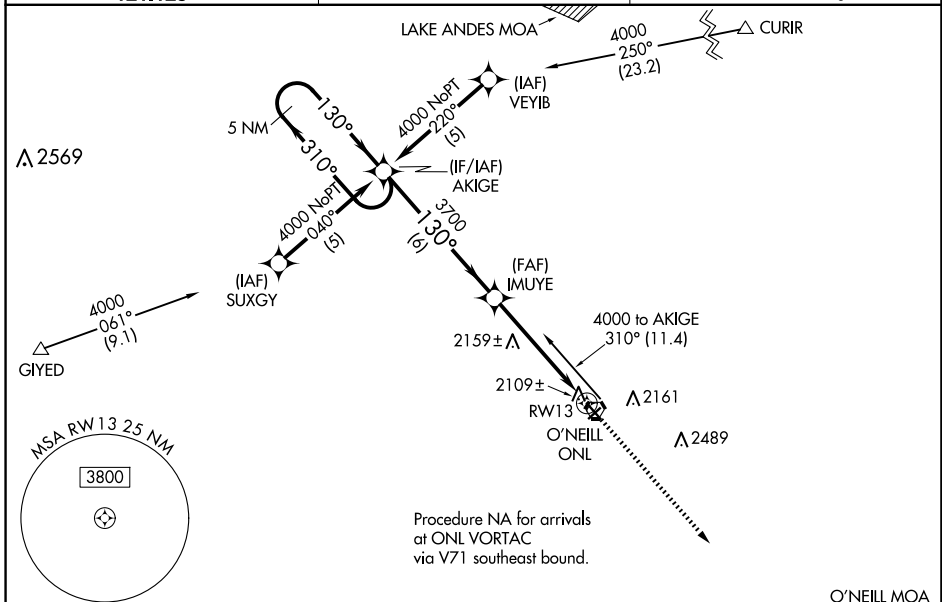 LAKE ANDES MOA
4000
250°
(23.2)
CURIR
(IAF)
VEYIB
4000 NoPT
220°
(5)
130°
5 NM
310°
2569
(IF/IAF)
AKIGE
4000 NoPT
040°
(5)
3700
130°
(6)
(IAF)
SUXGY
(FAF)
IMUYE
4000
061°
(9.1)
GIYED
4000 to AKIGE
310° (11.4)
2159±
2109±
RW13
2161
O'NEILL
ONL
2489
MSA RW13 25 NM
3800
Procedure NA for arrivals
at ONL VORTAC
via V71 southeast bound.
O'NEILL MOA